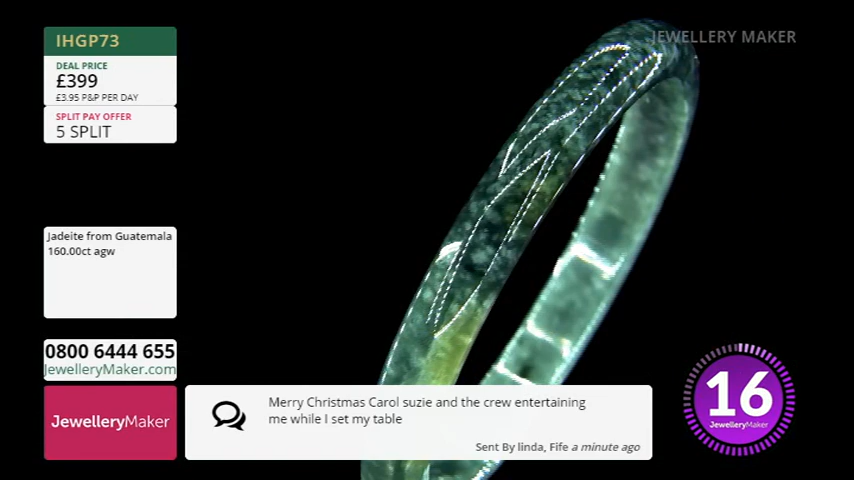 IHGP73
DEAL PRICE
£399
£3.95 P&P PER DAY
SPLIT PAY OFFER
5 SPLIT
JEWELLERY MAKER
Jadeite from Guatemala
160.00ct agw
0800 6444 655
JewelleryMaker.com
JewelleryMaker
Merry Christmas Carol suzie and the crew entertaining
me while I set my table
Sent By linda, Fife a minute ago
16
JewelleryMaker